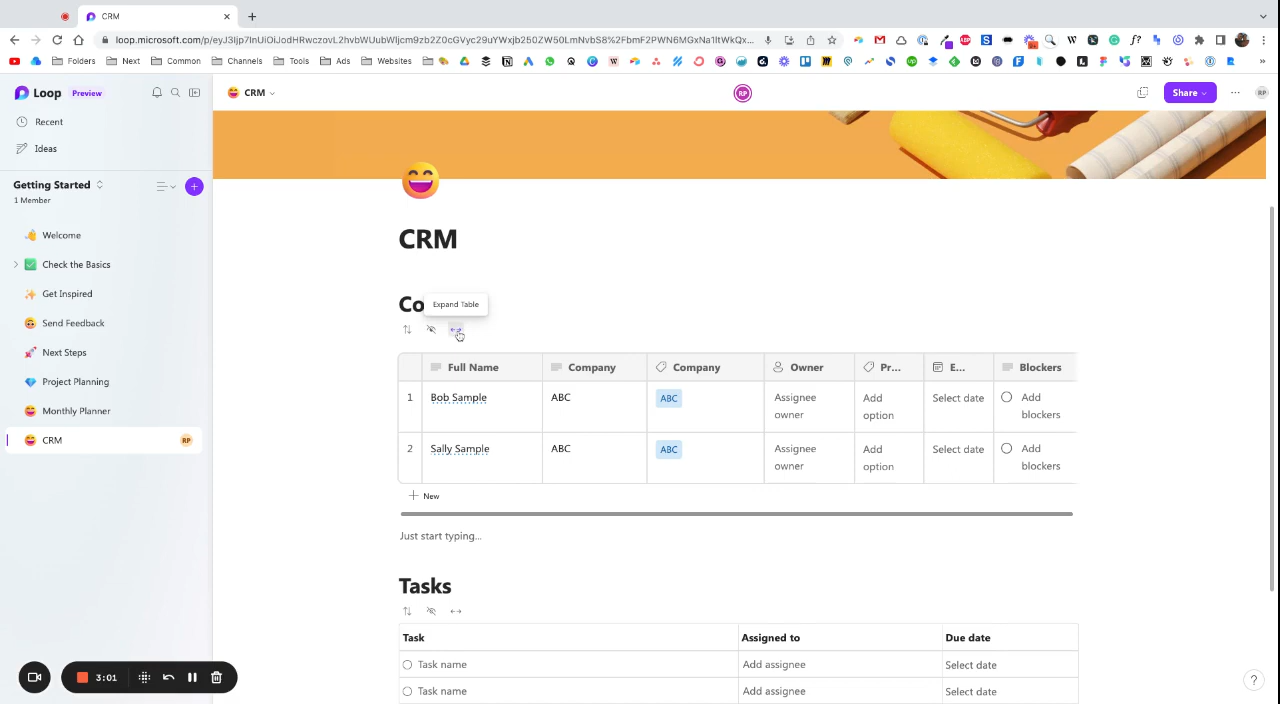 CRM
loop.microsoft.com/p/eyJ3Ijp7InUiOiJodHRwczovL2hvbWUubWljcm9zb2Z0cGVyc29uYWxjb250ZW50LmNvbS8%2FbmF2PWN6MGxNa1ltWkQx...
Folders
Next
Common
Channels
Tools
Ads
Websites
Loop Preview
Recent
Ideas
Getting Started
1 Member
Welcome
Check the Basics
Get Inspired
Send Feedback
Next Steps
Project Planning
Monthly Planner
CRM RP
3:01
CRM
RP
Share
RP
CRM
Co
Expand Table
Full Name Company Company Owner Pr... E... Blockers
1 Bob Sample ABC ABC Assignee owner Add option Select date Add blockers
2 Sally Sample ABC ABC Assignee owner Add option Select date Add blockers
New
Just start typing...
Tasks
Task Assigned to Due date
Task name Add assignee Select date
Task name Add assignee Select date
?